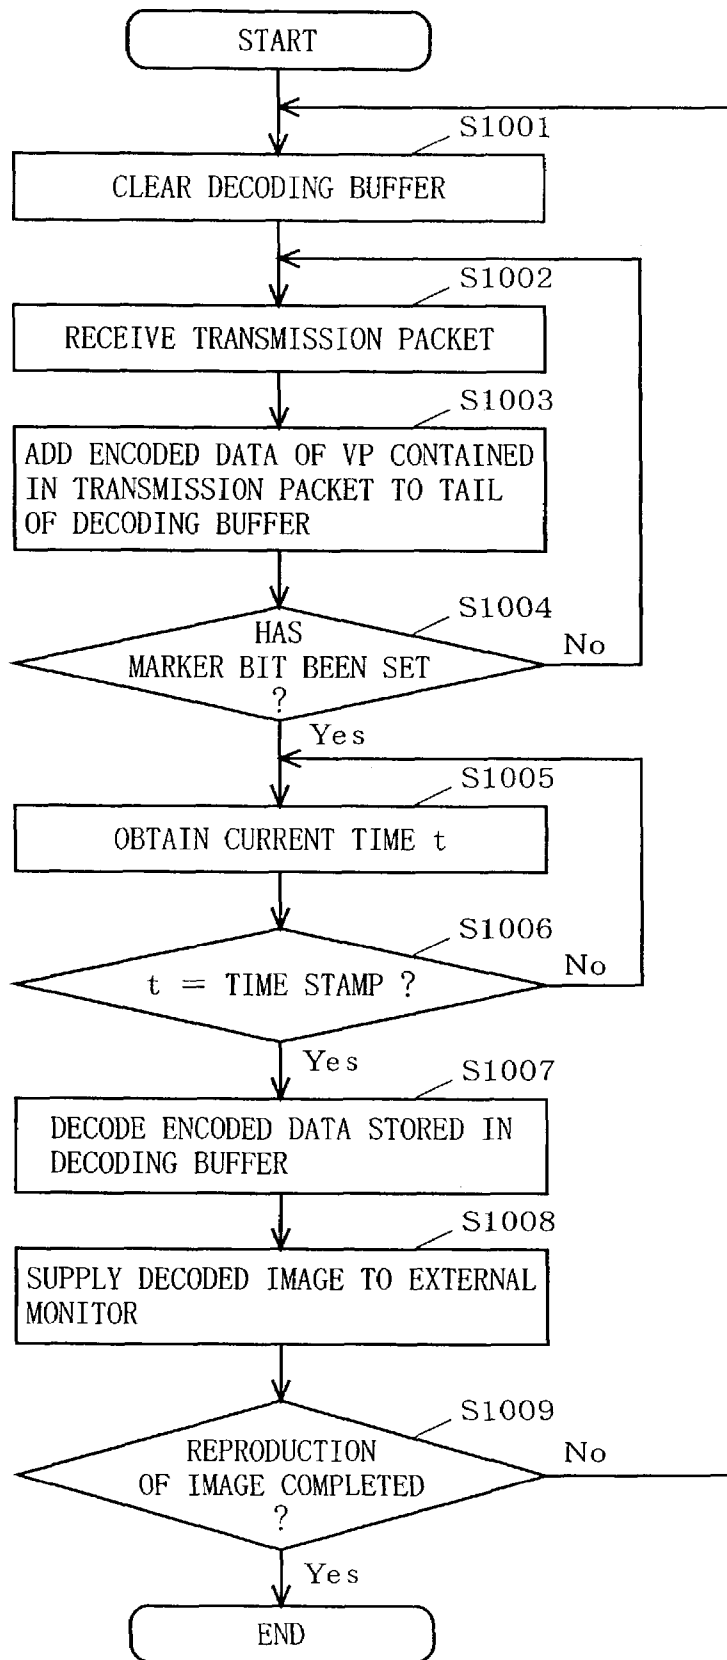 START
S1001
CLEAR DECODING BUFFER
S1002
RECEIVE TRANSMISSION PACKET
S1003
ADD ENCODED DATA OF VP CONTAINED
IN TRANSMISSION PACKET TO TAIL
OF DECODING BUFFER
S1004
HAS
MARKER BIT BEEN SET
?
No
Yes
S1005
OBTAIN CURRENT TIME t
S1006
t = TIME STAMP ?
No
Yes
S1007
DECODE ENCODED DATA STORED IN
DECODING BUFFER
S1008
SUPPLY DECODED IMAGE TO EXTERNAL
MONITOR
S1009
REPRODUCTION
OF IMAGE COMPLETED
?
No
Yes
END